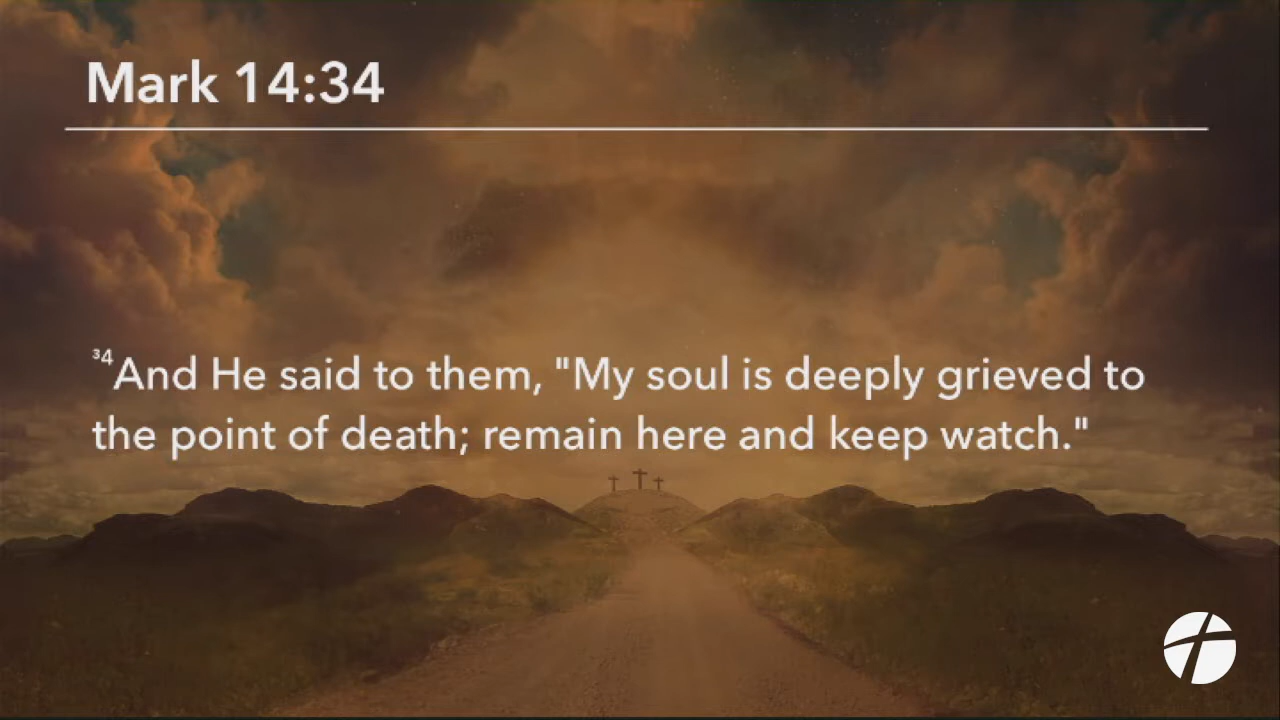 Mark 14:34
³⁴And He said to them, "My soul is deeply grieved to
the point of death; remain here and keep watch."